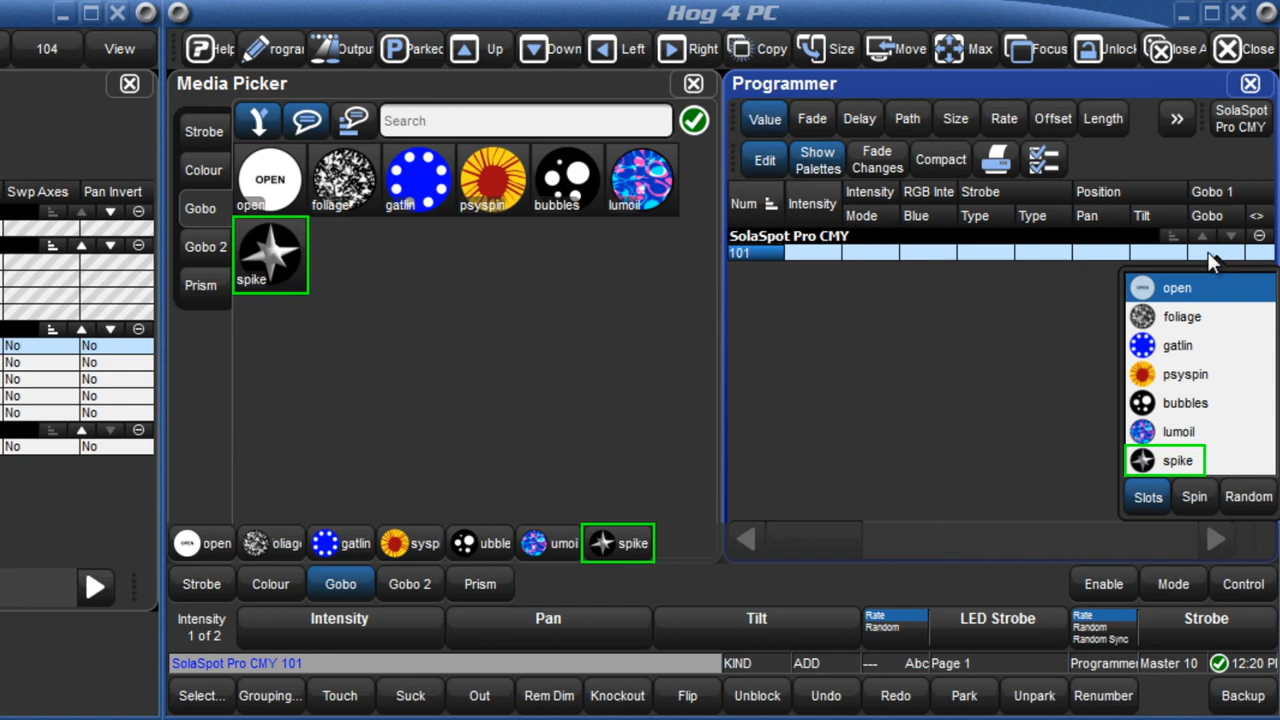 Hog 4 PC
104
View
Help
Output
Parked
Up
Down
Left
Right
Copy
Size
Move
Max
Focus
Unlock
Close
Media Picker
Programmer
Strobe
Colour
Gobo
Gobo 2
Prism
Search
OPEN
open
foliage
gatlin
psyspin
bubbles
lumoil
spike
Value
Fade
Delay
Path
Size
Rate
Offset
Length
»
SolaSpot
Pro CMY
Edit
Show
Palettes
Fade
Changes
Compact
Swp Axes
Pan Invert
Num
Intensity
Intensity
RGB Inte
Strobe
Position
Gobo 1
Mode
Blue
Type
Type
Pan
Tilt
Gobo
<>
SolaSpot Pro CMY
101
open
foliage
gatlin
psyspin
bubbles
lumoil
spike
Slots
Spin
Random
No No
No No
No No
No No
No No
No No
open
oliag
gatlin
sysp
ubble
umoi
spike
Strobe
Colour
Gobo
Gobo 2
Prism
Enable
Mode
Control
Intensity
1 of 2
Intensity
Pan
Tilt
Rate
Random
LED Strobe
Rate
Random
Random Sync
Strobe
SolaSpot Pro CMY 101
KIND
ADD
---
Abc
Page 1
Programmer
Master 10
12:20 P
Select...
Grouping...
Touch
Suck
Out
Rem Dim
Knockout
Flip
Unblock
Undo
Redo
Park
Unpark
Renumber
Backup